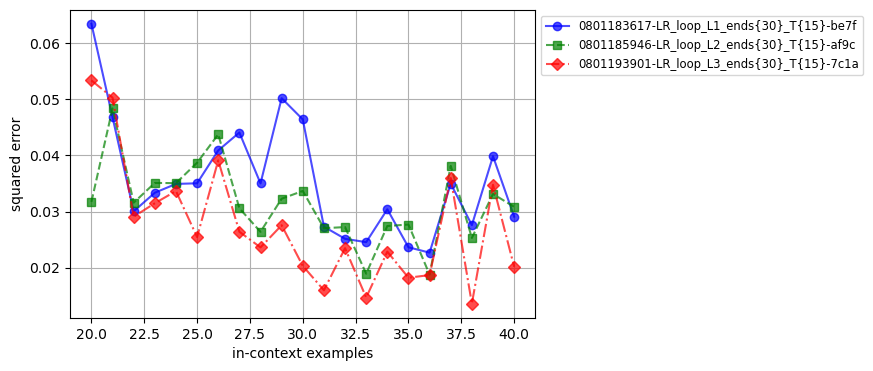 0.06
0.05
0.04
0.03
0.02
squared error
20.0 22.5 25.0 27.5 30.0 32.5 35.0 37.5 40.0
in-context examples
0801183617-LR_loop_L1_ends{30}_T{15}-be7f
0801185946-LR_loop_L2_ends{30}_T{15}-af9c
0801193901-LR_loop_L3_ends{30}_T{15}-7c1a